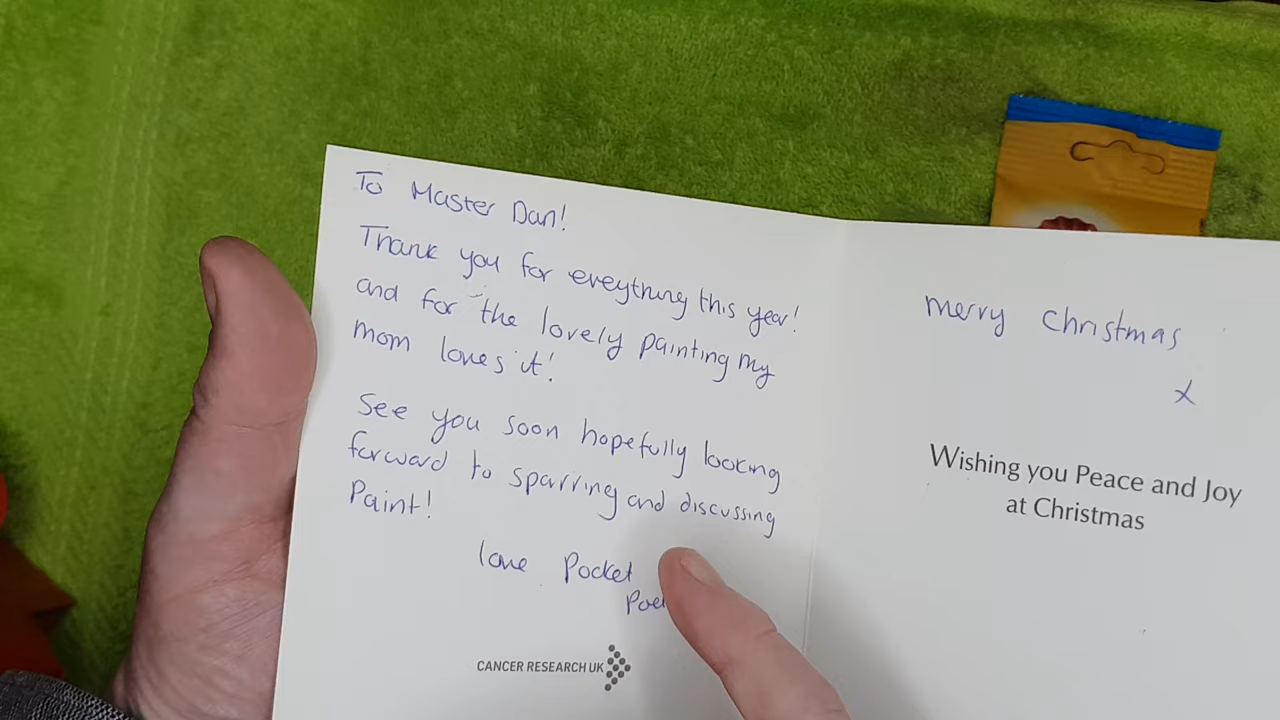 To Master Dan!
Thank you for evereything this year!
and for the lovely painting my
mom loves it!
See you soon hopefully looking
forward to sparring and discussing
Paint!
love Pocket
merry Christmas
x
Wishing you Peace and Joy
at Christmas
CANCER RESEARCH UK